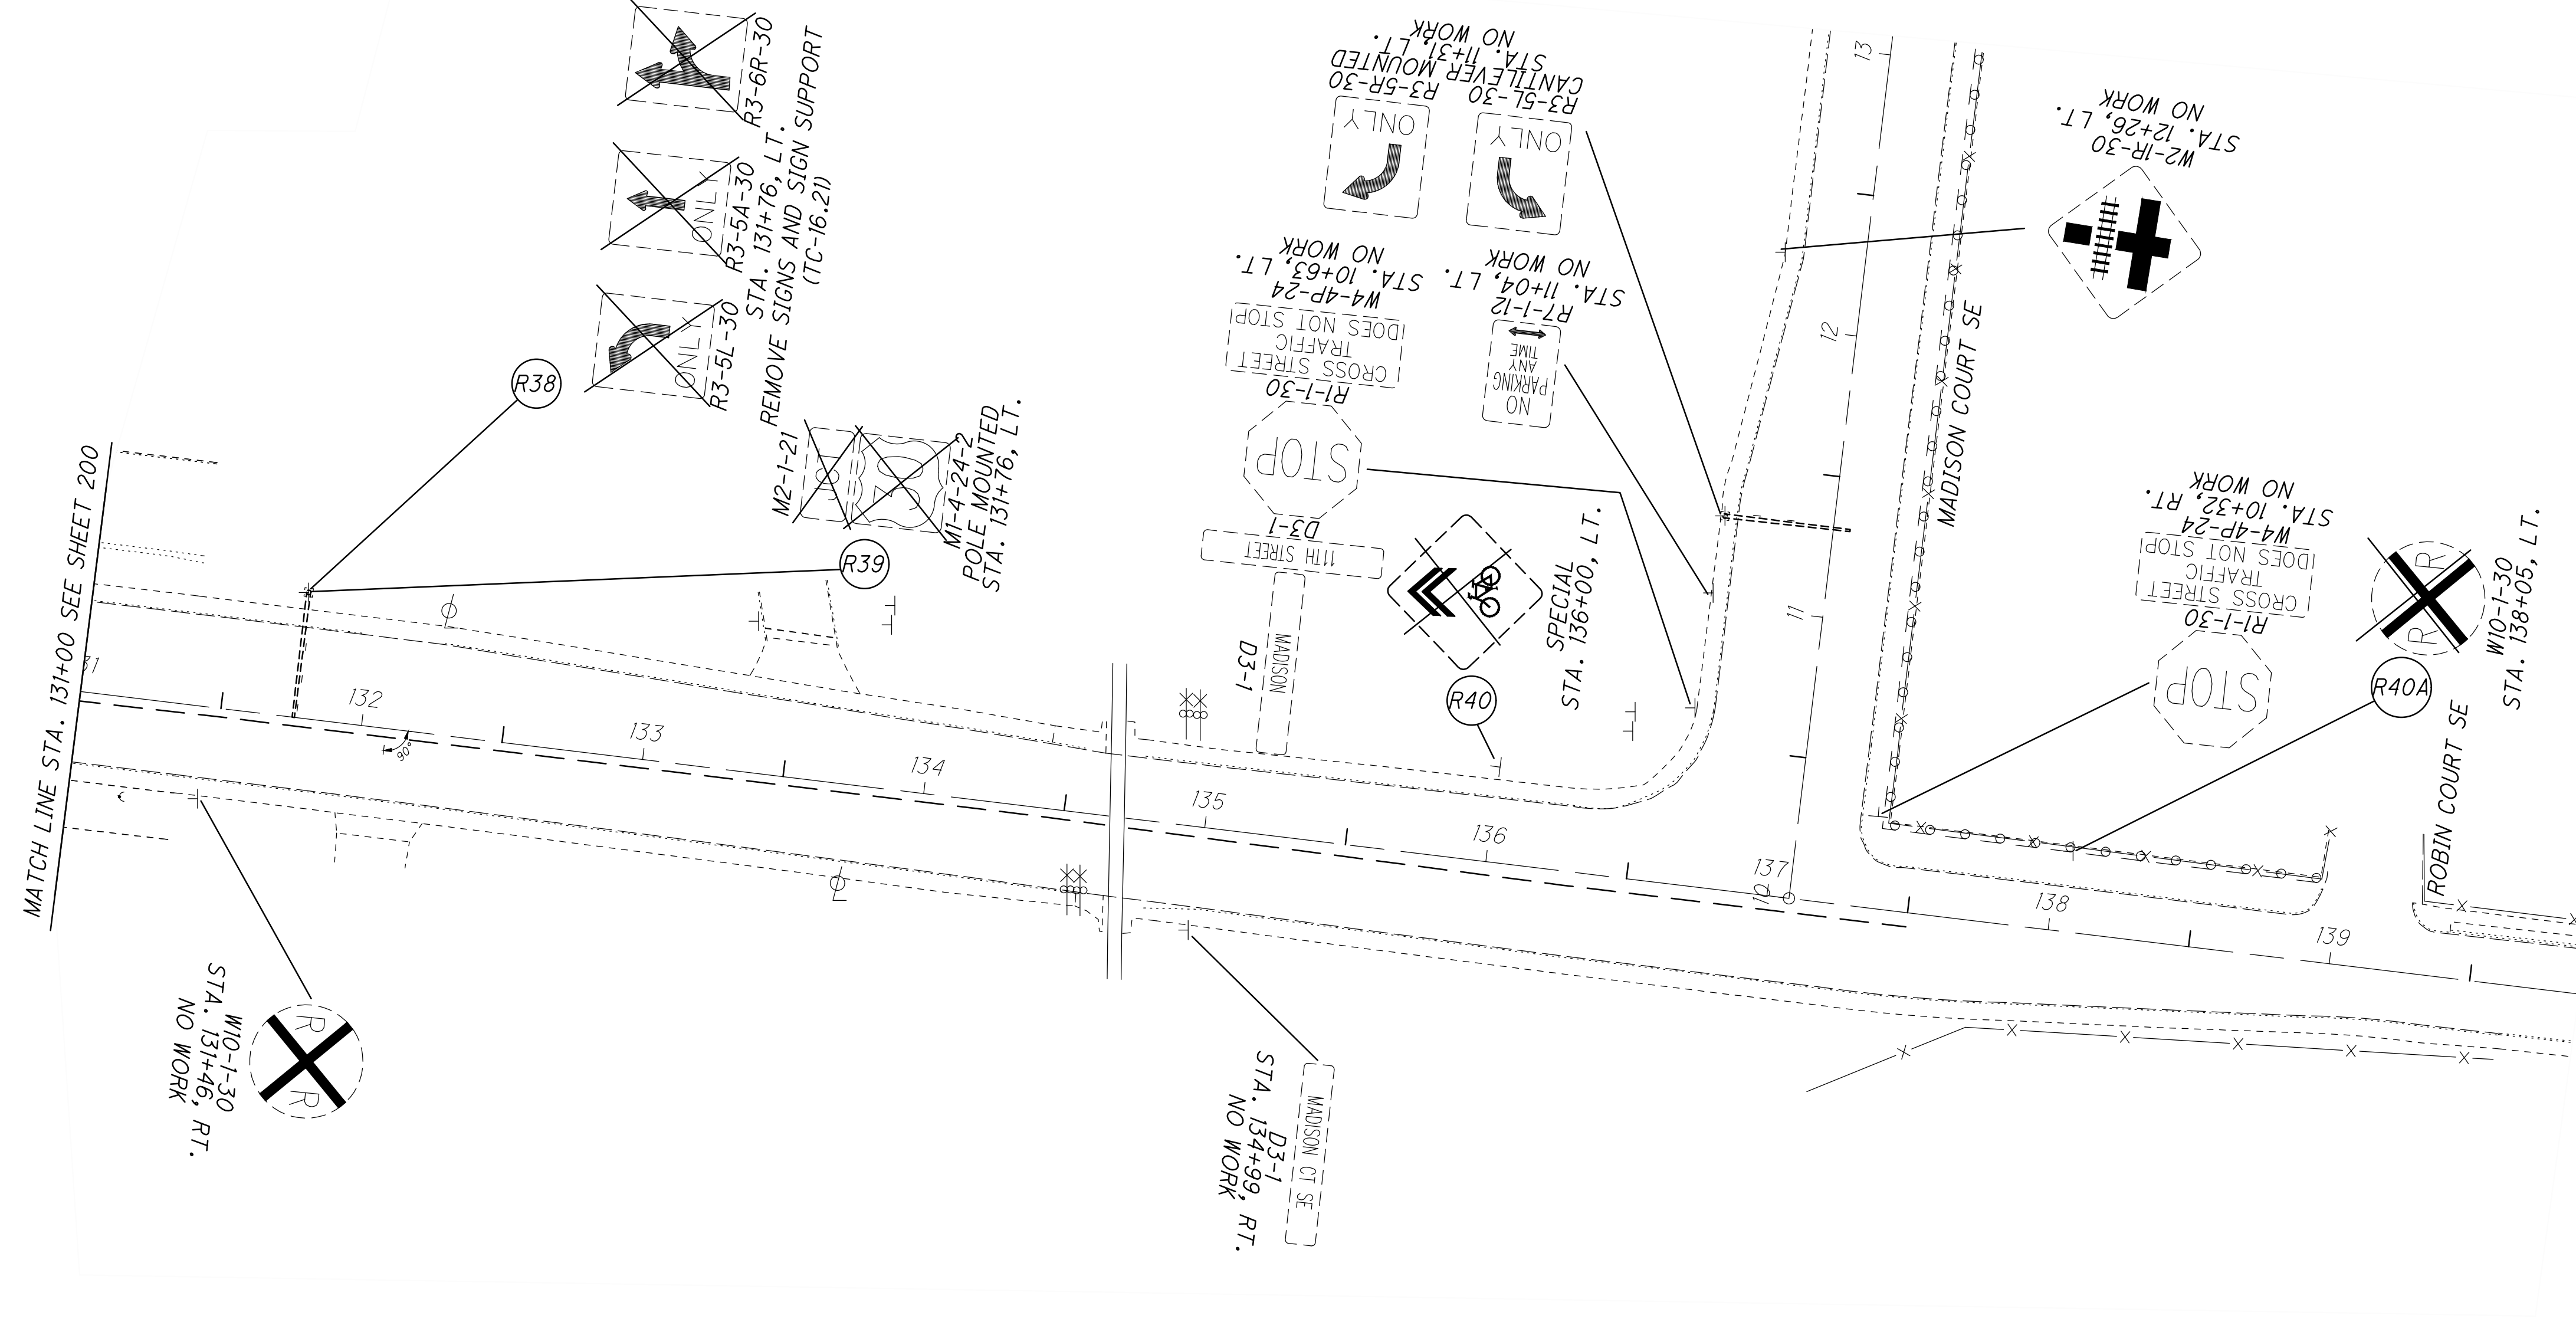 MATCH LINE STA. 131+00 SEE SHEET 200
R3-6R-30
ONLY
R3-5A-30
ONLY
R3-5L-30
STA. 131+76, LT.
REMOVE SIGNS AND SIGN SUPPORT
(TC-16.21)
R38
M2-1-21
JCT
M1-4-24-2
POLE MOUNTED
STA. 131+76, LT.
R39
NO WORK
STA. 11+31, LT.
CANTILEVER MOUNTED
R3-5R-30
R3-5L-30
ONLY
ONLY
NO WORK
STA. 10+63, LT.
W4-4P-24
CROSS STREET
TRAFFIC
DOES NOT STOP
R1-1-30
STOP
D3-1
11TH STREET
MADISON
D3-1
NO WORK
STA. 11+04, LT.
R7-1-12
NO
PARKING
ANY
TIME
SPECIAL
STA. 136+00, LT.
R40
NO WORK
STA. 12+26, LT.
W2-1R-30
MADISON COURT SE
NO WORK
STA. 10+32, RT.
W4-4P-24
CROSS STREET
TRAFFIC
DOES NOT STOP
R1-1-30
STOP
R R
W10-1-30
STA. 138+05, LT.
R40A
ROBIN COURT SE
13
12
11
10
132
133
134
135
136
137
138
139
90°
R R
W10-1-30
STA. 131+46, RT.
NO WORK
MADISON CT SE
D3-1
STA. 134+99, RT.
NO WORK